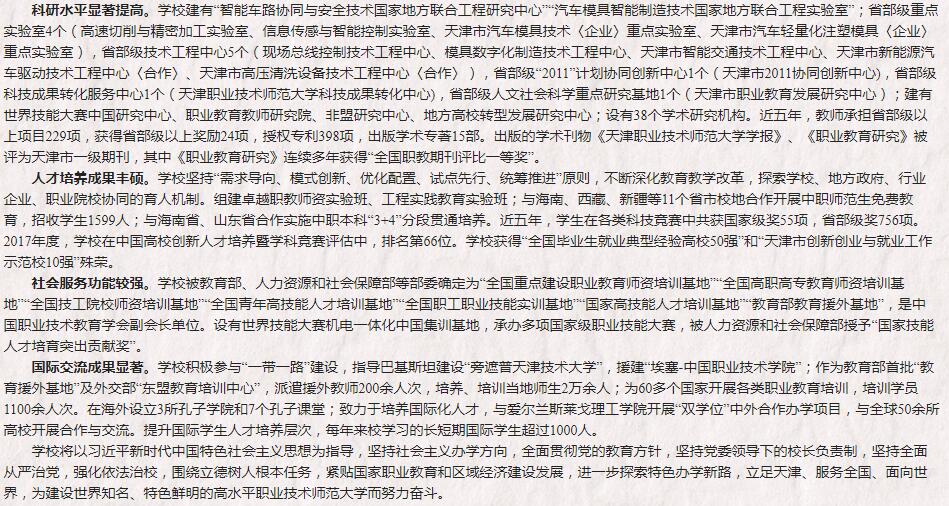 科研水平显著提高。学校建有“智能车路协同与安全技术国家地方联合工程研究中心”“汽车模具智能制造技术国家地方联合工程实验室”；省部级重点
实验室4个（高速切削与精密加工实验室、信息传感与智能控制实验室、天津市汽车模具技术〈企业〉重点实验室、天津市汽车轻量化注塑模具〈企业〉
重点实验室），省部级技术工程中心5个（现场总线控制技术工程中心、模具数字化制造技术工程中心、天津市智能交通技术工程中心、天津市新能源汽
车驱动技术工程中心〈合作〉、天津市高压清洗设备技术工程中心〈合作〉），省部级“2011”计划协同创新中心1个（天津市2011协同创新中心)，省部级
科技成果转化服务中心1个（天津职业技术师范大学科技成果转化中心)，省部级人文社会科学重点研究基地1个（天津市职业教育发展研究中心）；建有
世界技能大赛中国研究中心、职业教育教师研究院、非盟研究中心、地方高校转型发展研究中心；设有38个学术研究机构。近五年，教师承担省部级以
上项目229项，获得省部级以上奖励24项，授权专利398项，出版学术专著15部。出版的学术刊物《天津职业技术师范大学学报》、《职业教育研究》被
评为天津市一级期刊，其中《职业教育研究》连续多年获得“全国职教期刊评比一等奖”。
人才培养成果丰硕。学校坚持“需求导向、模式创新、优化配置、试点先行、统筹推进”原则，不断深化教育教学改革，探索学校、地方政府、行业
企业、职业院校协同的育人机制。组建卓越职教师资实验班、工程实践教育实验班；与海南、西藏、新疆等11个省市校地合作开展中职师范生免费教
育，招收学生1599人；与海南省、山东省合作实施中职本科“3+4”分段贯通培养。近五年，学生在各类科技竞赛中共获国家级奖55项，省部级奖756项。
2017年度，学校在中国高校创新人才培养暨学科竞赛评估中，排名第66位。学校获得“全国毕业生就业典型经验高校50强”和“天津市创新创业与就业工作
示范校10强”殊荣。
社会服务功能较强。学校被教育部、人力资源和社会保障部等部委确定为“全国重点建设职业教育师资培训基地”“全国高职高专教育师资培训基
地”“全国技工院校师资培训基地”“全国青年高技能人才培训基地”“全国职工职业技能实训基地”“国家高技能人才培训基地”“教育部教育援外基地”，是中
国职业技术教育学会副会长单位。设有世界技能大赛机电一体化中国集训基地，承办多项国家级职业技能大赛，被人力资源和社会保障部授予“国家技能
人才培育突出贡献奖”。
国际交流成果显著。学校积极参与“一带一路”建设，指导巴基斯坦建设“旁遮普天津技术大学”，援建“埃塞-中国职业技术学院”；作为教育部首批“教
育援外基地”及外交部“东盟教育培训中心”，派遣援外教师200余人次，培养、培训当地师生2万余人；为60多个国家开展各类职业教育培训，培训学员
1100余人次。在海外设立3所孔子学院和7个孔子课堂；致力于培养国际化人才，与爱尔兰斯莱戈理工学院开展“双学位”中外合作办学项目，与全球50余所
高校开展合作与交流。提升国际学生人才培养层次，每年来校学习的长短期国际学生超过1000人。
学校将以习近平新时代中国特色社会主义思想为指导，坚持社会主义办学方向，全面贯彻党的教育方针，坚持党委领导下的校长负责制，坚持全面
从严治党，强化依法治校，围绕立德树人根本任务，紧贴国家职业教育和区域经济建设发展，进一步探索特色办学新路，立足天津、服务全国、面向世
界，为建设世界知名、特色鲜明的高水平职业技术师范大学而努力奋斗。